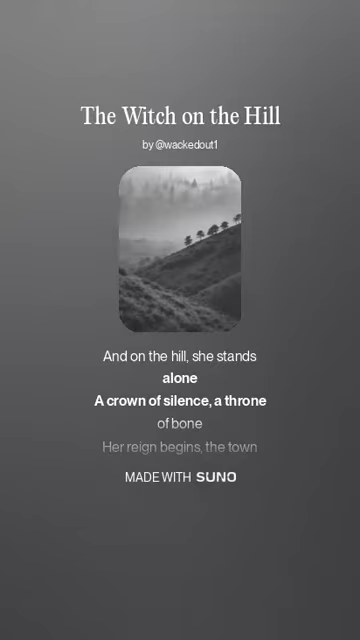 The Witch on the Hill
by @wackedout1
And on the hill, she stands
alone
A crown of silence, a throne
of bone
Her reign begins, the town
MADE WITH SUNO